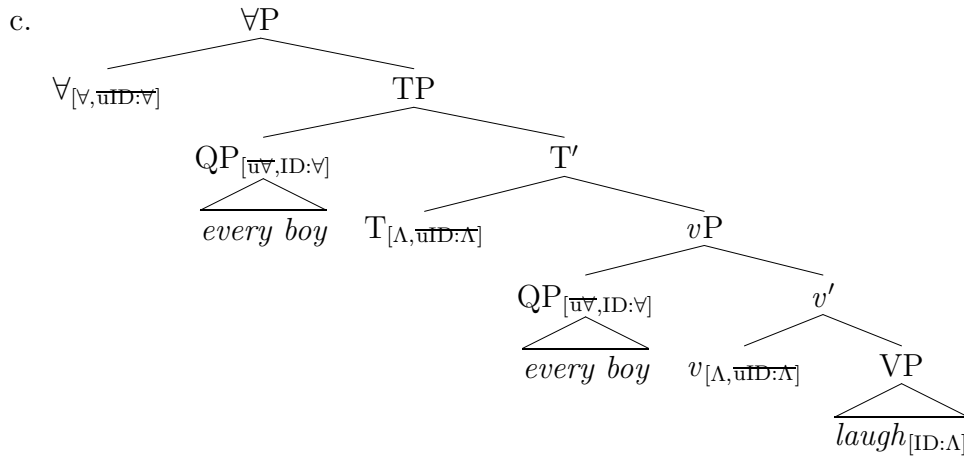 c. ∀P
∀[∀,uID:∀] TP
QP[u∀,ID:∀] T′
every boy T[Λ,uID:Λ] vP
QP[u∀,ID:∀] v′
every boy v[Λ,uID:Λ] VP
laugh[ID:Λ]